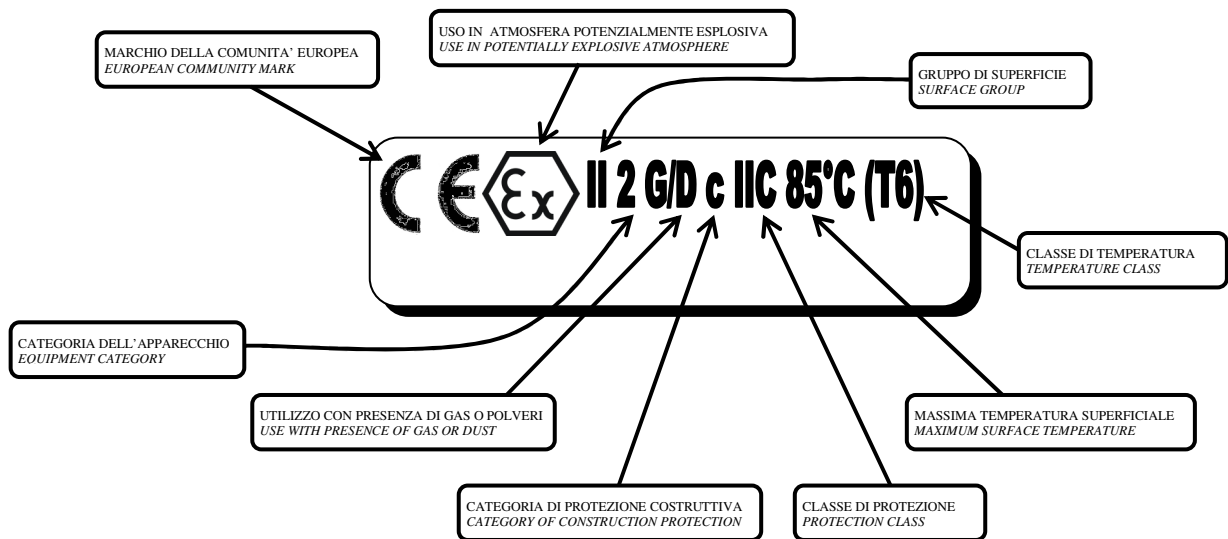 USO IN ATMOSFERA POTENZIALMENTE ESPLOSIVA
USE IN POTENTIALLY EXPLOSIVE ATMOSPHERE
MARCHIO DELLA COMUNITA' EUROPEA
EUROPEAN COMMUNITY MARK
GRUPPO DI SUPERFICIE
SURFACE GROUP
CE Ex II 2 G/D c IIC 85°C (T6)
CLASSE DI TEMPERATURA
TEMPERATURE CLASS
CATEGORIA DELL'APPARECCHIO
EQUIPMENT CATEGORY
UTILIZZO CON PRESENZA DI GAS O POLVERI
USE WITH PRESENCE OF GAS OR DUST
MASSIMA TEMPERATURA SUPERFICIALE
MAXIMUM SURFACE TEMPERATURE
CATEGORIA DI PROTEZIONE COSTRUTTIVA
CATEGORY OF CONSTRUCTION PROTECTION
CLASSE DI PROTEZIONE
PROTECTION CLASS